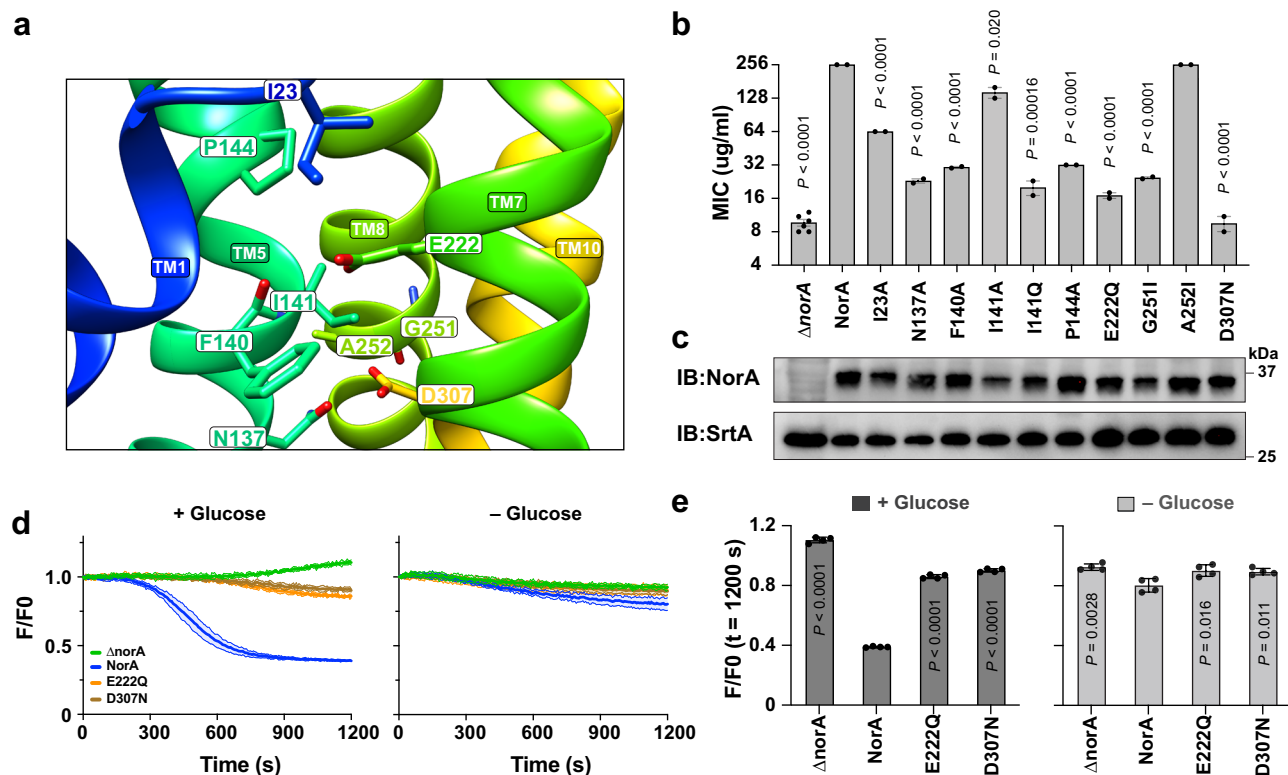 a
I23
P144
TM7
TM8
E222
TM10
TM1
TM5
I141
G251
F140
A252
D307
N137
b
MIC (ug/ml)
256
128
64
32
16
8
4
P < 0.0001
P < 0.0001
P < 0.0001
P < 0.0001
P = 0.020
P = 0.00016
P < 0.0001
P < 0.0001
P < 0.0001
P < 0.0001
ΔnorA
NorA
I23A
N137A
F140A
I141A
I141Q
P144A
E222Q
G251I
A252I
D307N
c
kDa
IB:NorA
37
IB:SrtA
25
d
+ Glucose
– Glucose
F/F0
1.0
0.5
0
ΔnorA
NorA
E222Q
D307N
0 300 600 900 1200
0 300 600 900 1200
Time (s)
Time (s)
e
+ Glucose
– Glucose
F/F0 (t = 1200 s)
1.2
0.8
0.4
0
P < 0.0001
P < 0.0001
P < 0.0001
P = 0.0028
P = 0.016
P = 0.011
ΔnorA
NorA
E222Q
D307N
ΔnorA
NorA
E222Q
D307N